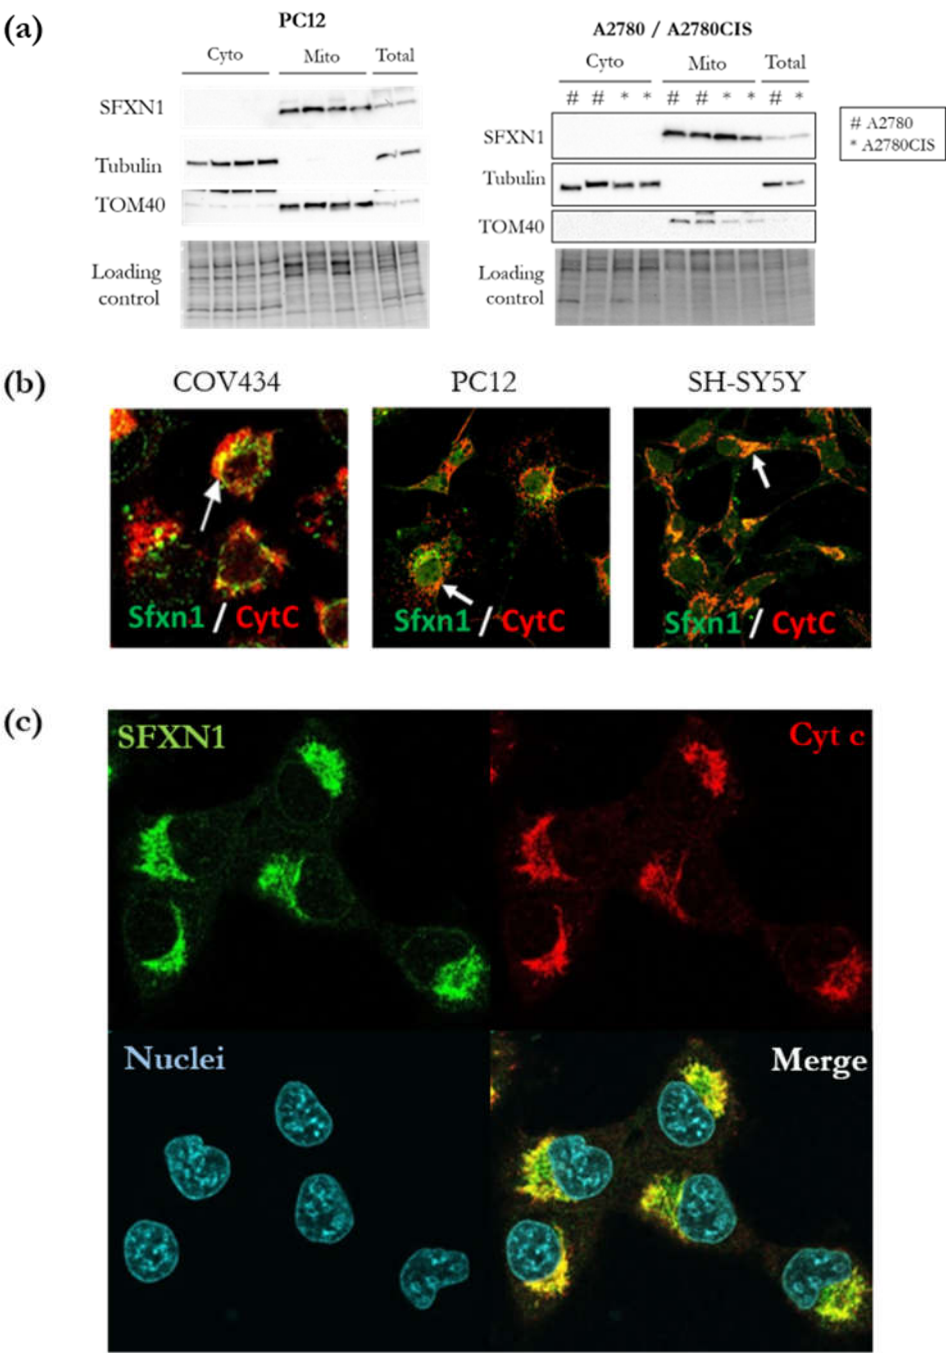 (a)
PC12
Cyto Mito Total
SFXN1
Tubulin
TOM40
Loading
control
A2780 / A2780CIS
Cyto Mito Total
# # * * # # * * # *
SFXN1
Tubulin
TOM40
Loading
control
# A2780
* A2780CIS
(b)
COV434 PC12 SH-SY5Y
Sfxn1 / CytC
Sfxn1 / CytC
Sfxn1 / CytC
(c)
SFXN1
Cyt c
Nuclei
Merge